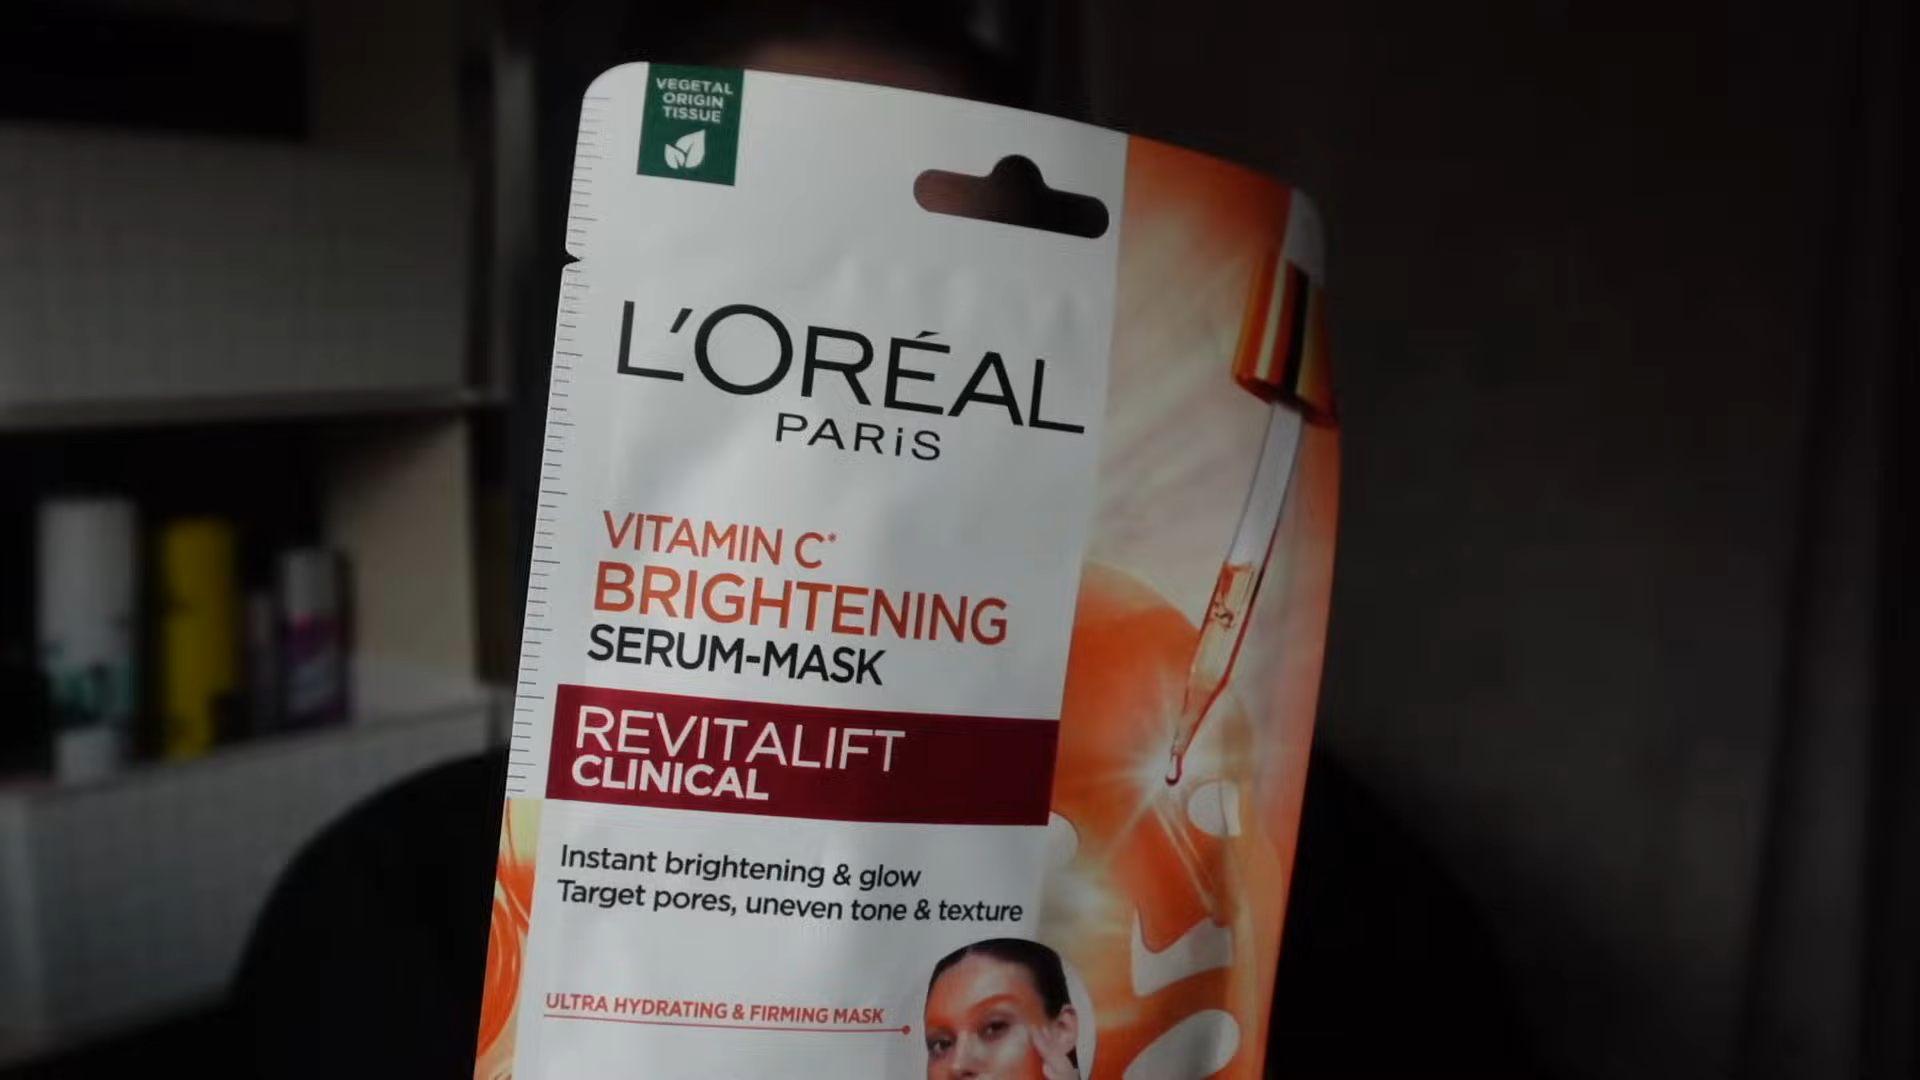 VEGETAL
ORIGIN
TISSUE
L'ORÉAL
PARiS
VITAMIN C*
BRIGHTENING
SERUM-MASK
REVITALIFT
CLINICAL
Instant brightening & glow
Target pores, uneven tone & texture
ULTRA HYDRATING & FIRMING MASK